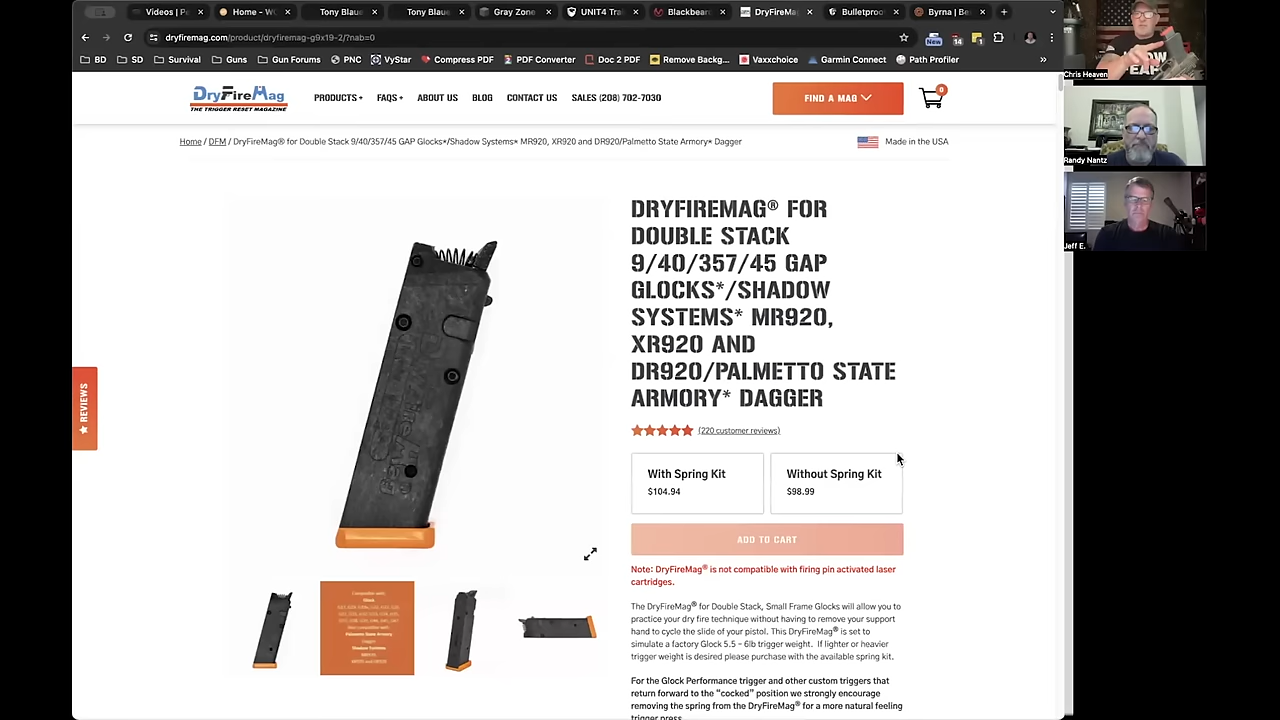 Videos | P
Home - W
Tony Blaue
Tony Blaue
Gray Zone
UNIT4 Trai
Blackbear
DryFireMa
Bulletproof
Byrna | Be
dryfiremag.com/product/dryfiremag-g9x19-2/?nab=0
New
14
BD
SD
Survival
Guns
Gun Forums
PNC
VyStar
Press PDF
PDF Converter
Doc 2 PDF
Remove Backg...
Vaxxchoice
Garmin Connect
Path Profiler
»
DryFireMag
THE TRIGGER RESET MAGAZINE
PRODUCTS+
FAQS+
ABOUT US
BLOG
CONTACT US
SALES (208) 702-7030
FIND A MAG
0
Home / DFM / DryFireMag® for Double Stack 9/40/357/45 GAP Glocks*/Shadow Systems* MR920, XR920 and DR920/Palmetto State Armory* Dagger
Made in the USA
DRYFIREMAG® FOR
DOUBLE STACK
9/40/357/45 GAP
GLOCKS*/SHADOW
SYSTEMS* MR920,
XR920 AND
DR920/PALMETTO STATE
ARMORY* DAGGER
(220 customer reviews)
With Spring Kit
$104.94
Without Spring Kit
$98.99
ADD TO CART
Note: DryFireMag® is not compatible with firing pin activated laser
cartridges.
The DryFireMag® for Double Stack, Small Frame Glocks will allow you to
practice your dry fire technique without having to remove your support
hand to cycle the slide of your pistol. This DryFireMag® is set to
simulate a factory Glock 5.5 – 6lb trigger weight. If lighter or heavier
trigger weight is desired please purchase with the available spring kit.
For the Glock Performance trigger and other custom triggers that
return forward to the "cocked" position we strongly encourage
removing the spring from the DryFireMag® for a more natural feeling
trigger press
★ REVIEWS
Chris Heaven
Randy Nantz
Jeff E.